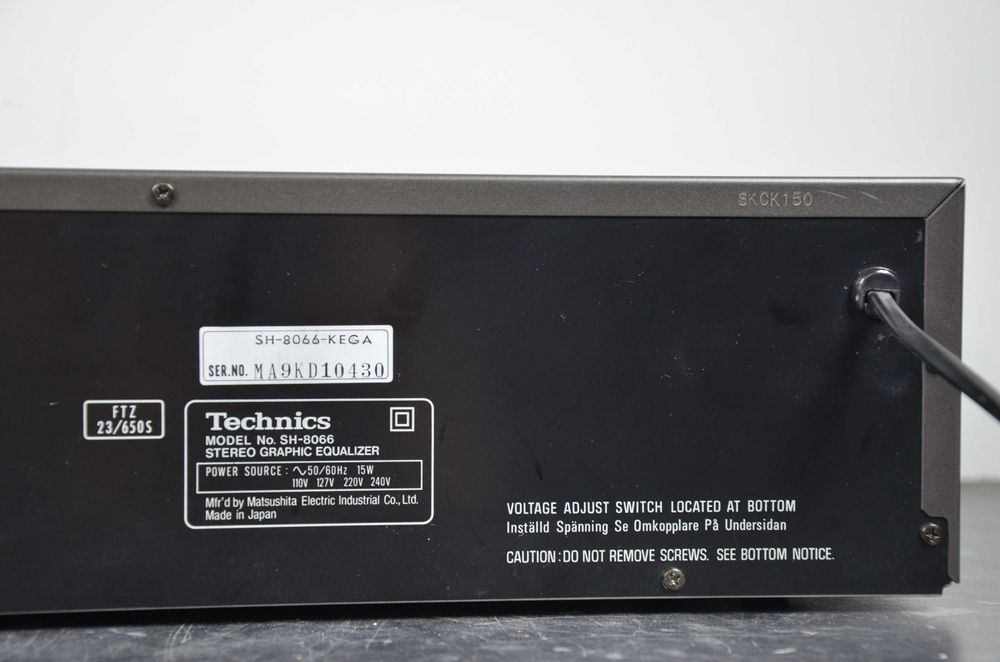 SKCK150
SH-8066-KEGA
SER.NO. MA9KD10430
FTZ
23/650S
Technics
MODEL No. SH-8066
STEREO GRAPHIC EQUALIZER
POWER SOURCE : ∿50/60Hz 15W
110V 127V 220V 240V
Mfr'd by Matsushita Electric Industrial Co., Ltd.
Made in Japan
VOLTAGE ADJUST SWITCH LOCATED AT BOTTOM
Inställd Spänning Se Omkopplare På Undersidan
CAUTION: DO NOT REMOVE SCREWS. SEE BOTTOM NOTICE.